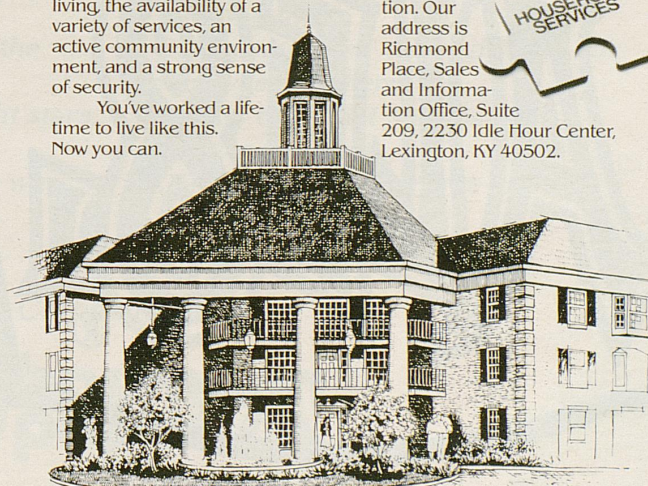 living, the availability of a
variety of services, an
active community environ-
ment, and a strong sense
of security.
You've worked a life-
time to live like this.
Now you can.
tion. Our
address is
Richmond
Place, Sales
and Informa-
tion Office, Suite
209, 2230 Idle Hour Center,
Lexington, KY 40502.
SERVICES